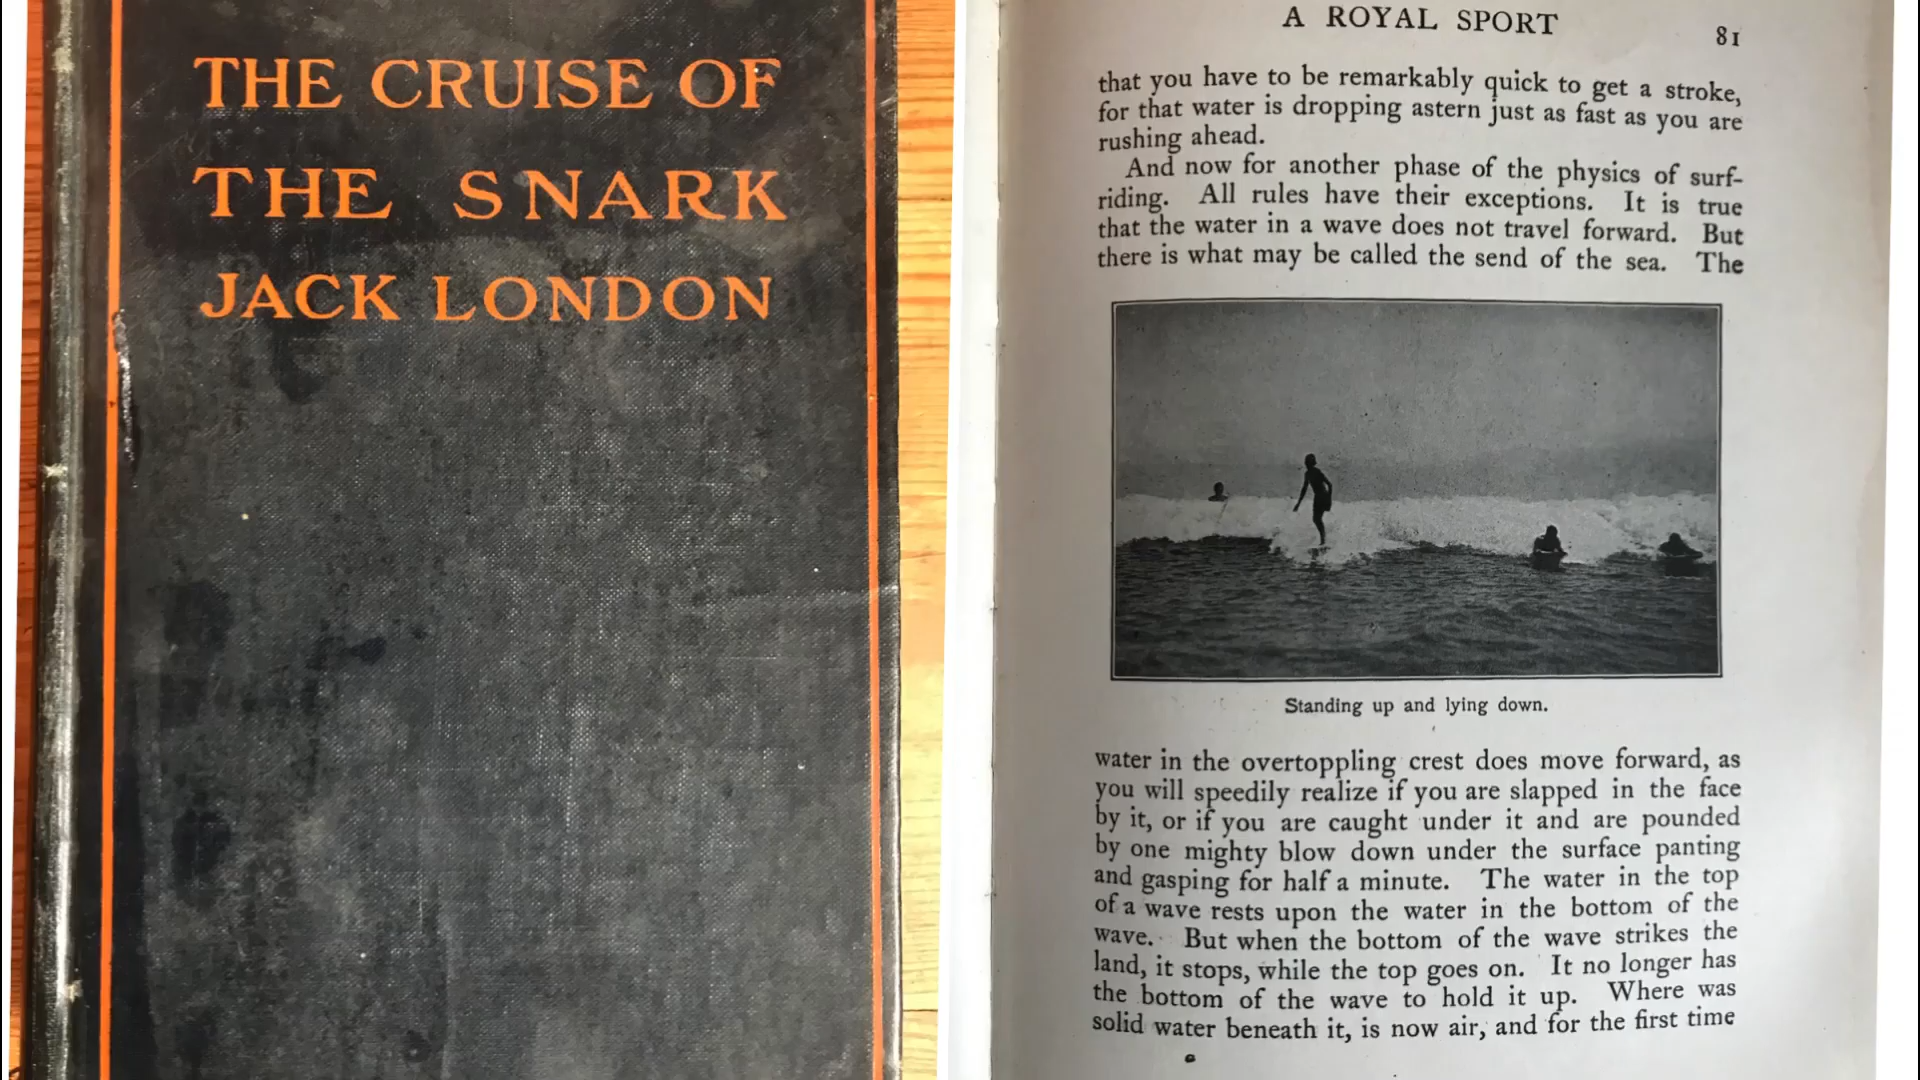 THE CRUISE OF
THE SNARK
JACK LONDON
A ROYAL SPORT
81
that you have to be remarkably quick to get a stroke,
for that water is dropping astern just as fast as you are
rushing ahead.
And now for another phase of the physics of surf-
riding. All rules have their exceptions. It is true
that the water in a wave does not travel forward. But
there is what may be called the send of the sea. The
Standing up and lying down.
water in the overtoppling crest does move forward, as
you will speedily realize if you are slapped in the face
by it, or if you are caught under it and are pounded
by one mighty blow down under the surface panting
and gasping for half a minute. The water in the top
of a wave rests upon the water in the bottom of the
wave. But when the bottom of the wave strikes the
land, it stops, while the top goes on. It no longer has
the bottom of the wave to hold it up. Where was
solid water beneath it, is now air, and for the first time